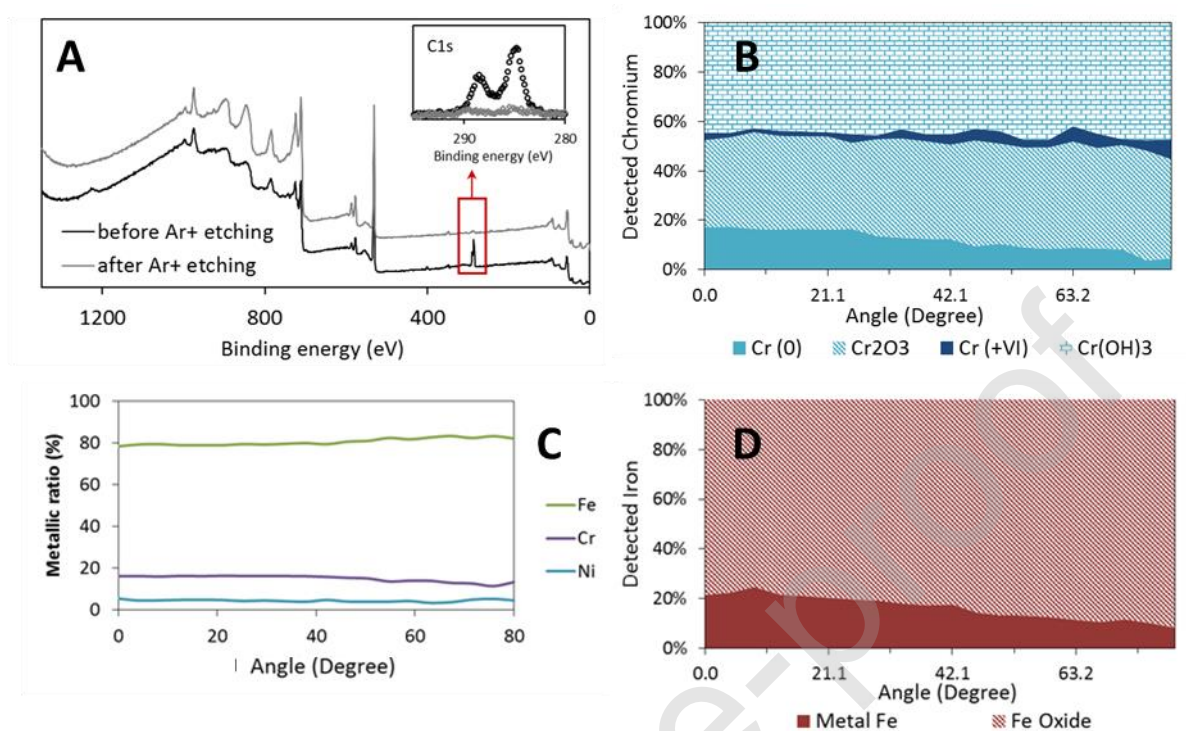 A
C1s
290
280
Binding energy (eV)
before Ar+ etching
after Ar+ etching
1200
800
400
0
Binding energy (eV)
B
100%
80%
60%
40%
20%
0%
Detected Chromium
0.0
21.1
42.1
63.2
Angle (Degree)
Cr (0)
Cr2O3
Cr (+VI)
Cr(OH)3
C
100
80
60
40
20
0
Metallic ratio (%)
0
20
40
60
80
Angle (Degree)
Fe
Cr
Ni
D
100%
80%
60%
40%
20%
0%
Detected Iron
0.0
21.1
42.1
63.2
Angle (Degree)
Metal Fe
Fe Oxide
e-proof